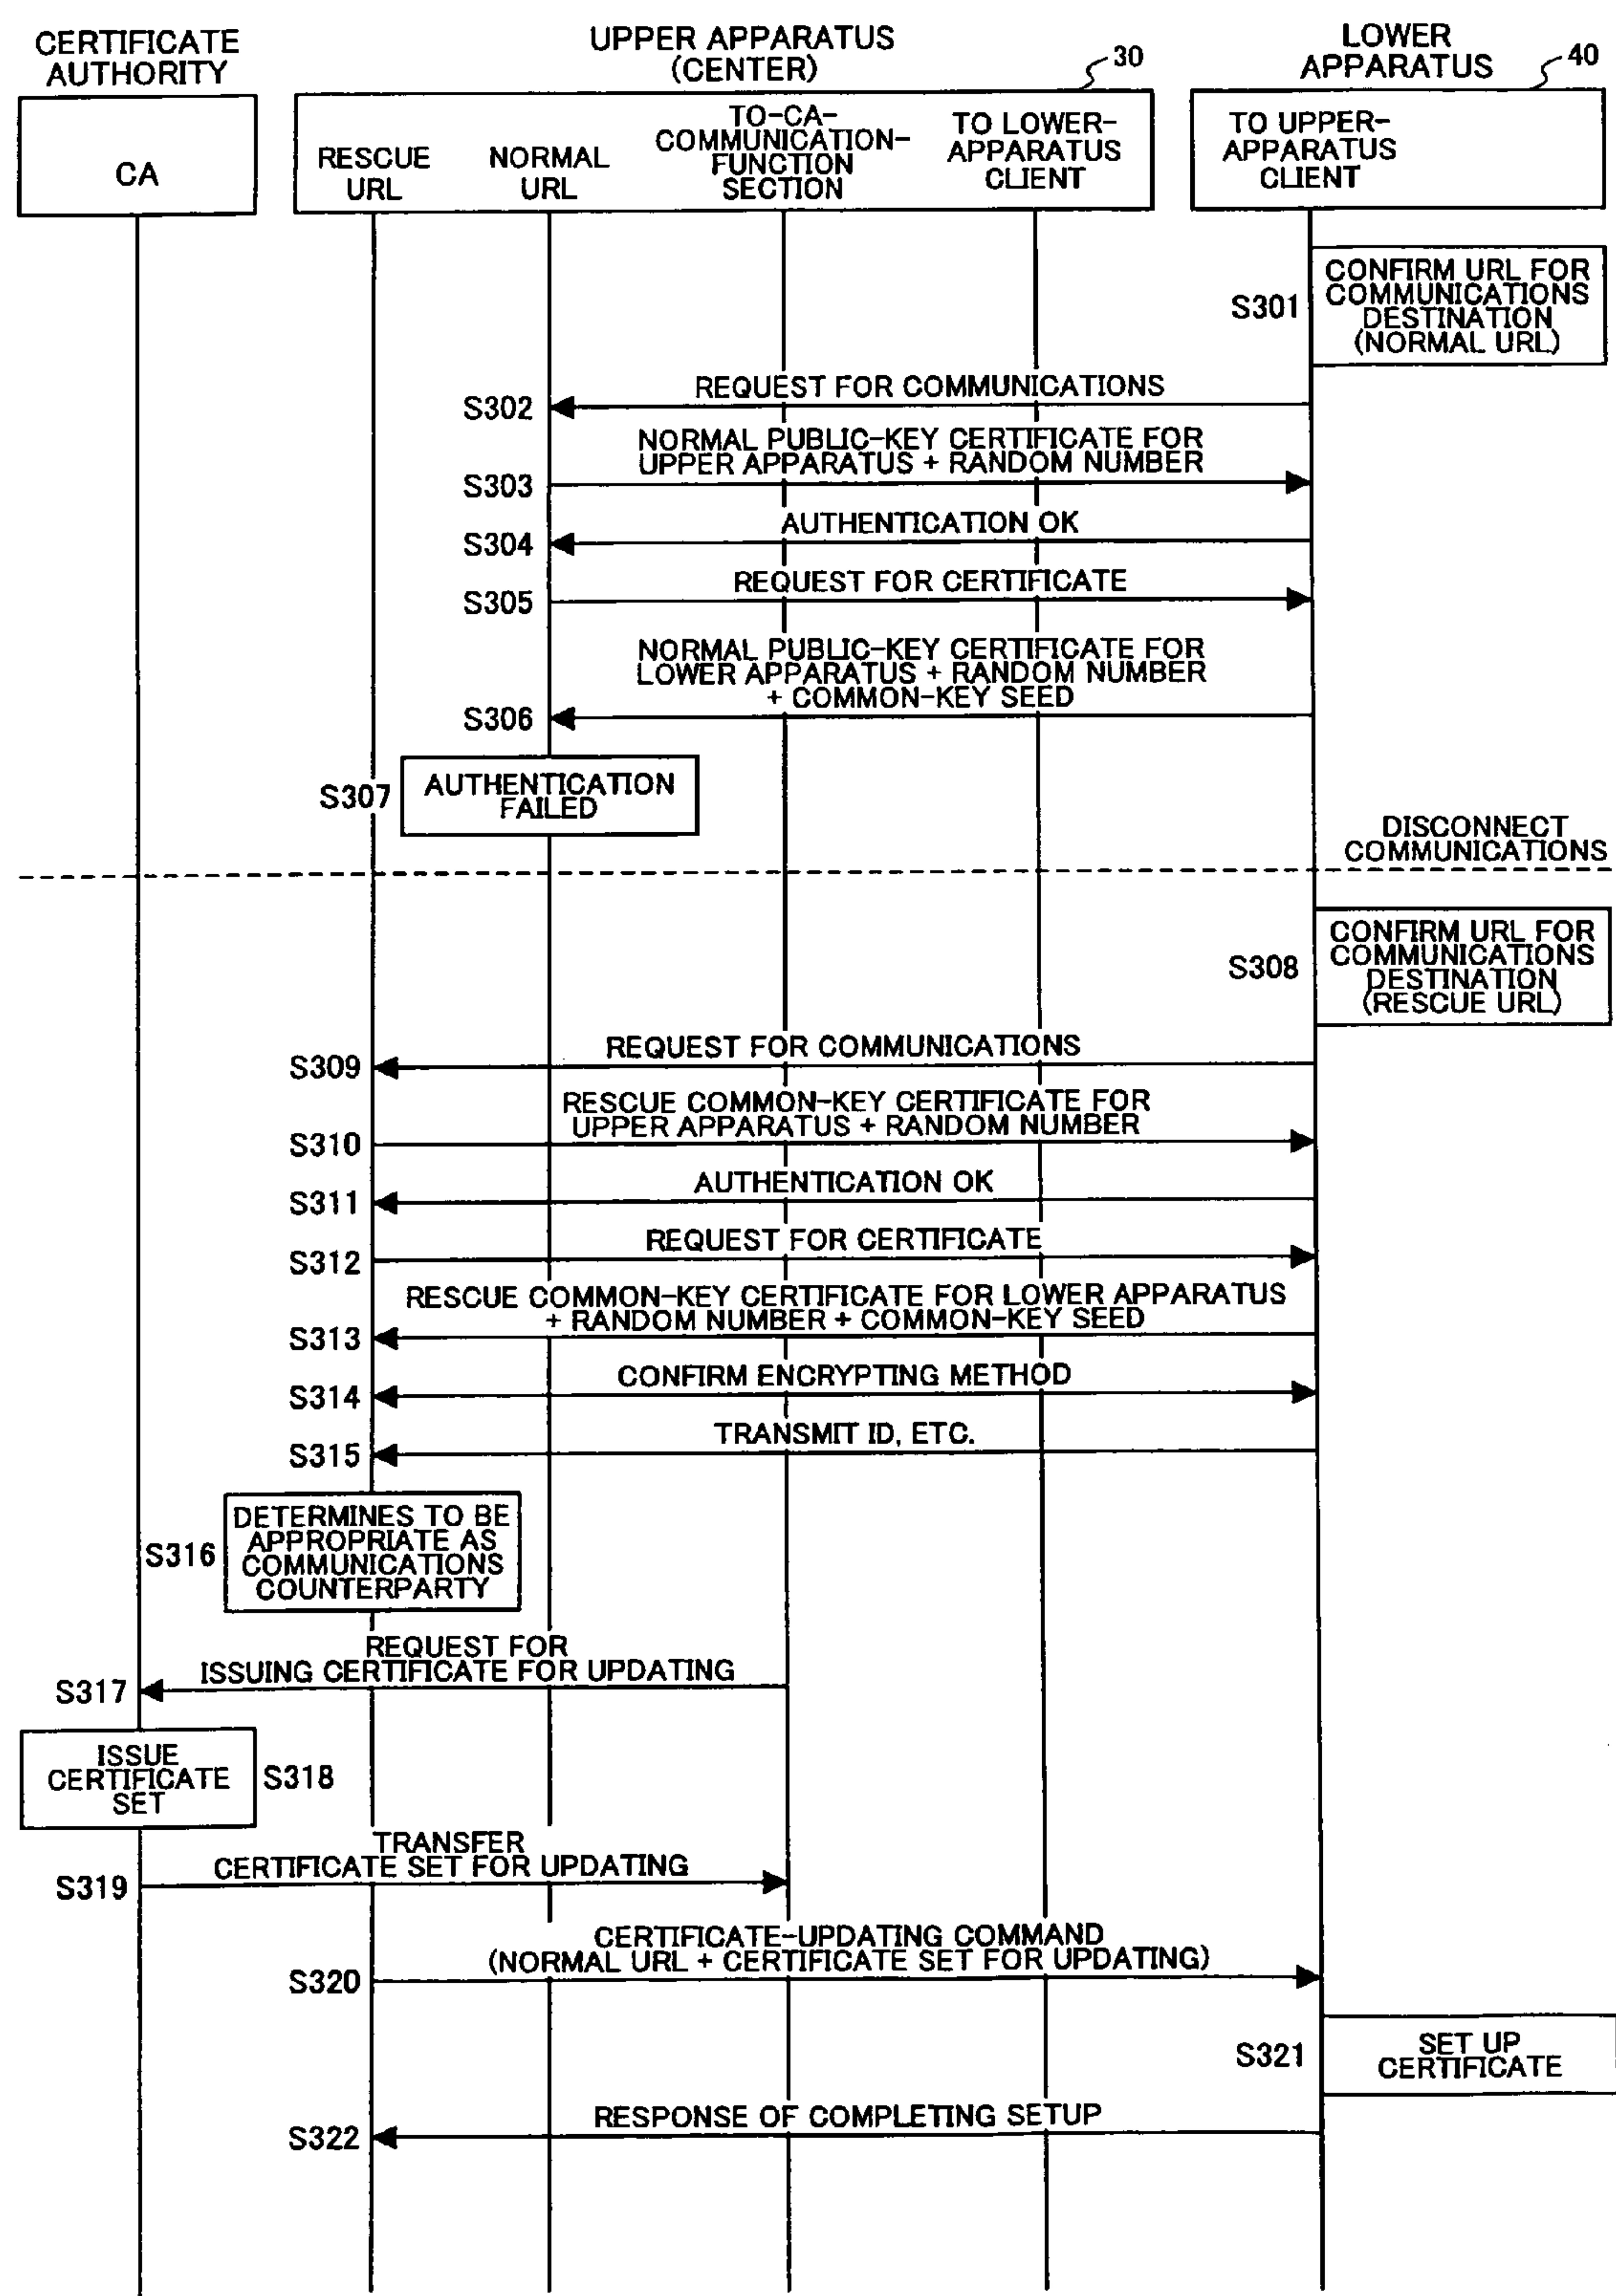 CERTIFICATE
AUTHORITY
UPPER APPARATUS
(CENTER)
30
LOWER
APPARATUS
40
CA
RESCUE
URL
NORMAL
URL
TO-CA-
COMMUNICATION-
FUNCTION
SECTION
TO LOWER-
APPARATUS
CLIENT
TO UPPER-
APPARATUS
CLIENT
S301
CONFIRM URL FOR
COMMUNICATIONS
DESTINATION
(NORMAL URL)
REQUEST FOR COMMUNICATIONS
S302
NORMAL PUBLIC-KEY CERTIFICATE FOR
UPPER APPARATUS + RANDOM NUMBER
S303
AUTHENTICATION OK
S304
REQUEST FOR CERTIFICATE
S305
NORMAL PUBLIC-KEY CERTIFICATE FOR
LOWER APPARATUS + RANDOM NUMBER
+ COMMON-KEY SEED
S306
S307
AUTHENTICATION
FAILED
DISCONNECT
COMMUNICATIONS
S308
CONFIRM URL FOR
COMMUNICATIONS
DESTINATION
(RESCUE URL)
REQUEST FOR COMMUNICATIONS
S309
RESCUE COMMON-KEY CERTIFICATE FOR
UPPER APPARATUS + RANDOM NUMBER
S310
AUTHENTICATION OK
S311
REQUEST FOR CERTIFICATE
S312
RESCUE COMMON-KEY CERTIFICATE FOR LOWER APPARATUS
+ RANDOM NUMBER + COMMON-KEY SEED
S313
CONFIRM ENCRYPTING METHOD
S314
TRANSMIT ID, ETC.
S315
S316
DETERMINES TO BE
APPROPRIATE AS
COMMUNICATIONS
COUNTERPARTY
REQUEST FOR
ISSUING CERTIFICATE FOR UPDATING
S317
ISSUE
CERTIFICATE
SET
S318
TRANSFER
CERTIFICATE SET FOR UPDATING
S319
CERTIFICATE-UPDATING COMMAND
(NORMAL URL + CERTIFICATE SET FOR UPDATING)
S320
S321
SET UP
CERTIFICATE
RESPONSE OF COMPLETING SETUP
S322